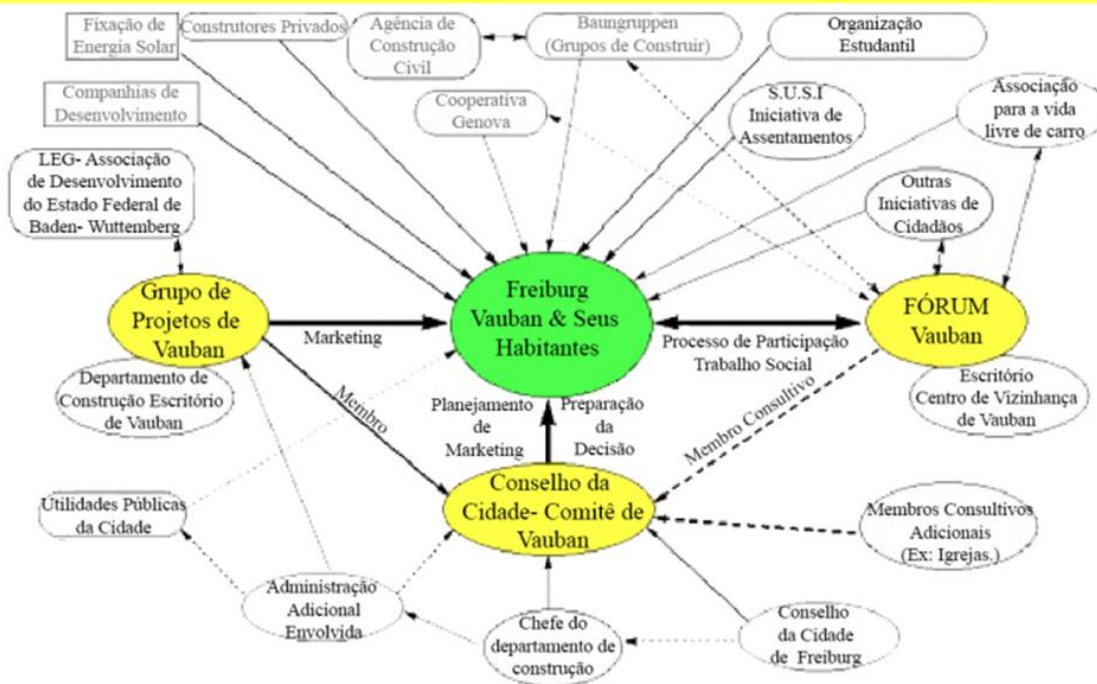 Fixação de
Energia Solar
Construtores Privados
Agência de
Construção
Civil
Baungruppen
(Grupos de Construir)
Organização
Estudantil
Companhias de
Desenvolvimento
Cooperativa
Genova
S.U.S.I
Iniciativa de
Assentamentos
Associação
para a vida
livre de carro
LEG- Associação
de Desenvolvimento
do Estado Federal de
Baden- Wuttemberg
Outras
Iniciativas de
Cidadãos
Grupo de
Projetos de
Vauban
Marketing
Freiburg
Vauban & Seus
Habitantes
Processo de Participação
Trabalho Social
FÓRUM
Vauban
Departamento de
Construção Escritório
de Vauban
Membro
Planejamento
de
Marketing
Preparação
da
Decisão
Membro Consultivo
Escritório
Centro de Vizinhança
de Vauban
Utilidades Públicas
da Cidade
Conselho da
Cidade- Comitê de
Vauban
Membros Consultivos
Adicionais
(Ex: Igrejas.)
Administração
Adicional
Envolvida
Chefe do
departamento de
construção
Conselho
da Cidade
de Freiburg